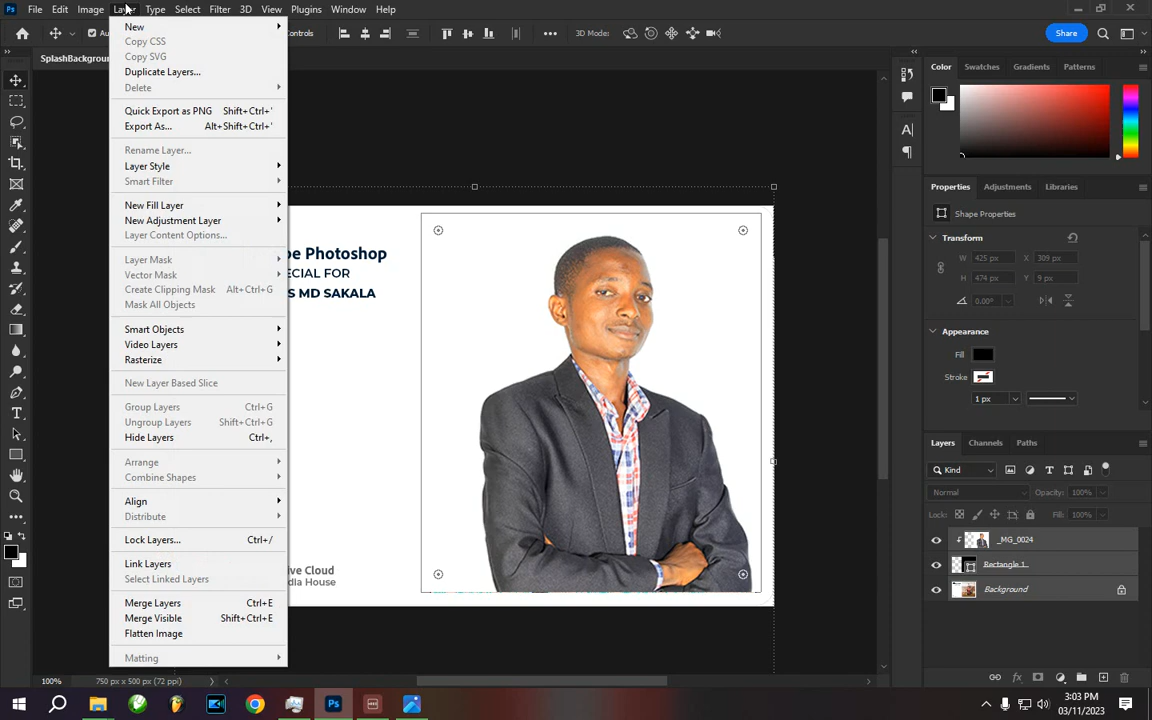 Ps File Edit Image Layer Type Select Filter 3D View Plugins Window Help
Au
Controls
3D Mode:
Share
SplashBackgroun
New
Copy CSS
Copy SVG
Duplicate Layers...
Delete
Quick Export as PNG Shift+Ctrl+'
Export As... Alt+Shift+Ctrl+'
Rename Layer...
Layer Style
Smart Filter
New Fill Layer
New Adjustment Layer
Layer Content Options...
Layer Mask
Vector Mask
Create Clipping Mask Alt+Ctrl+G
Mask All Objects
Smart Objects
Video Layers
Rasterize
New Layer Based Slice
Group Layers Ctrl+G
Ungroup Layers Shift+Ctrl+G
Hide Layers Ctrl+,
Arrange
Combine Shapes
Align
Distribute
Lock Layers... Ctrl+/
Link Layers
Select Linked Layers
Merge Layers Ctrl+E
Merge Visible Shift+Ctrl+E
Flatten Image
Matting
be Photoshop
ECIAL FOR
S MD SAKALA
ive Cloud
dia House
Color Swatches Gradients Patterns
Properties Adjustments Libraries
Shape Properties
Transform
W 425 px X 309 px
H 474 px Y 9 px
0.00°
Appearance
Fill
Stroke
1 px
Layers Channels Paths
Kind
Normal Opacity: 100%
Lock: Fill: 100%
_MG_0024
Rectangle 1
Background
100% 750 px x 500 px (72 ppi)
Ps
3:03 PM
03/11/2023